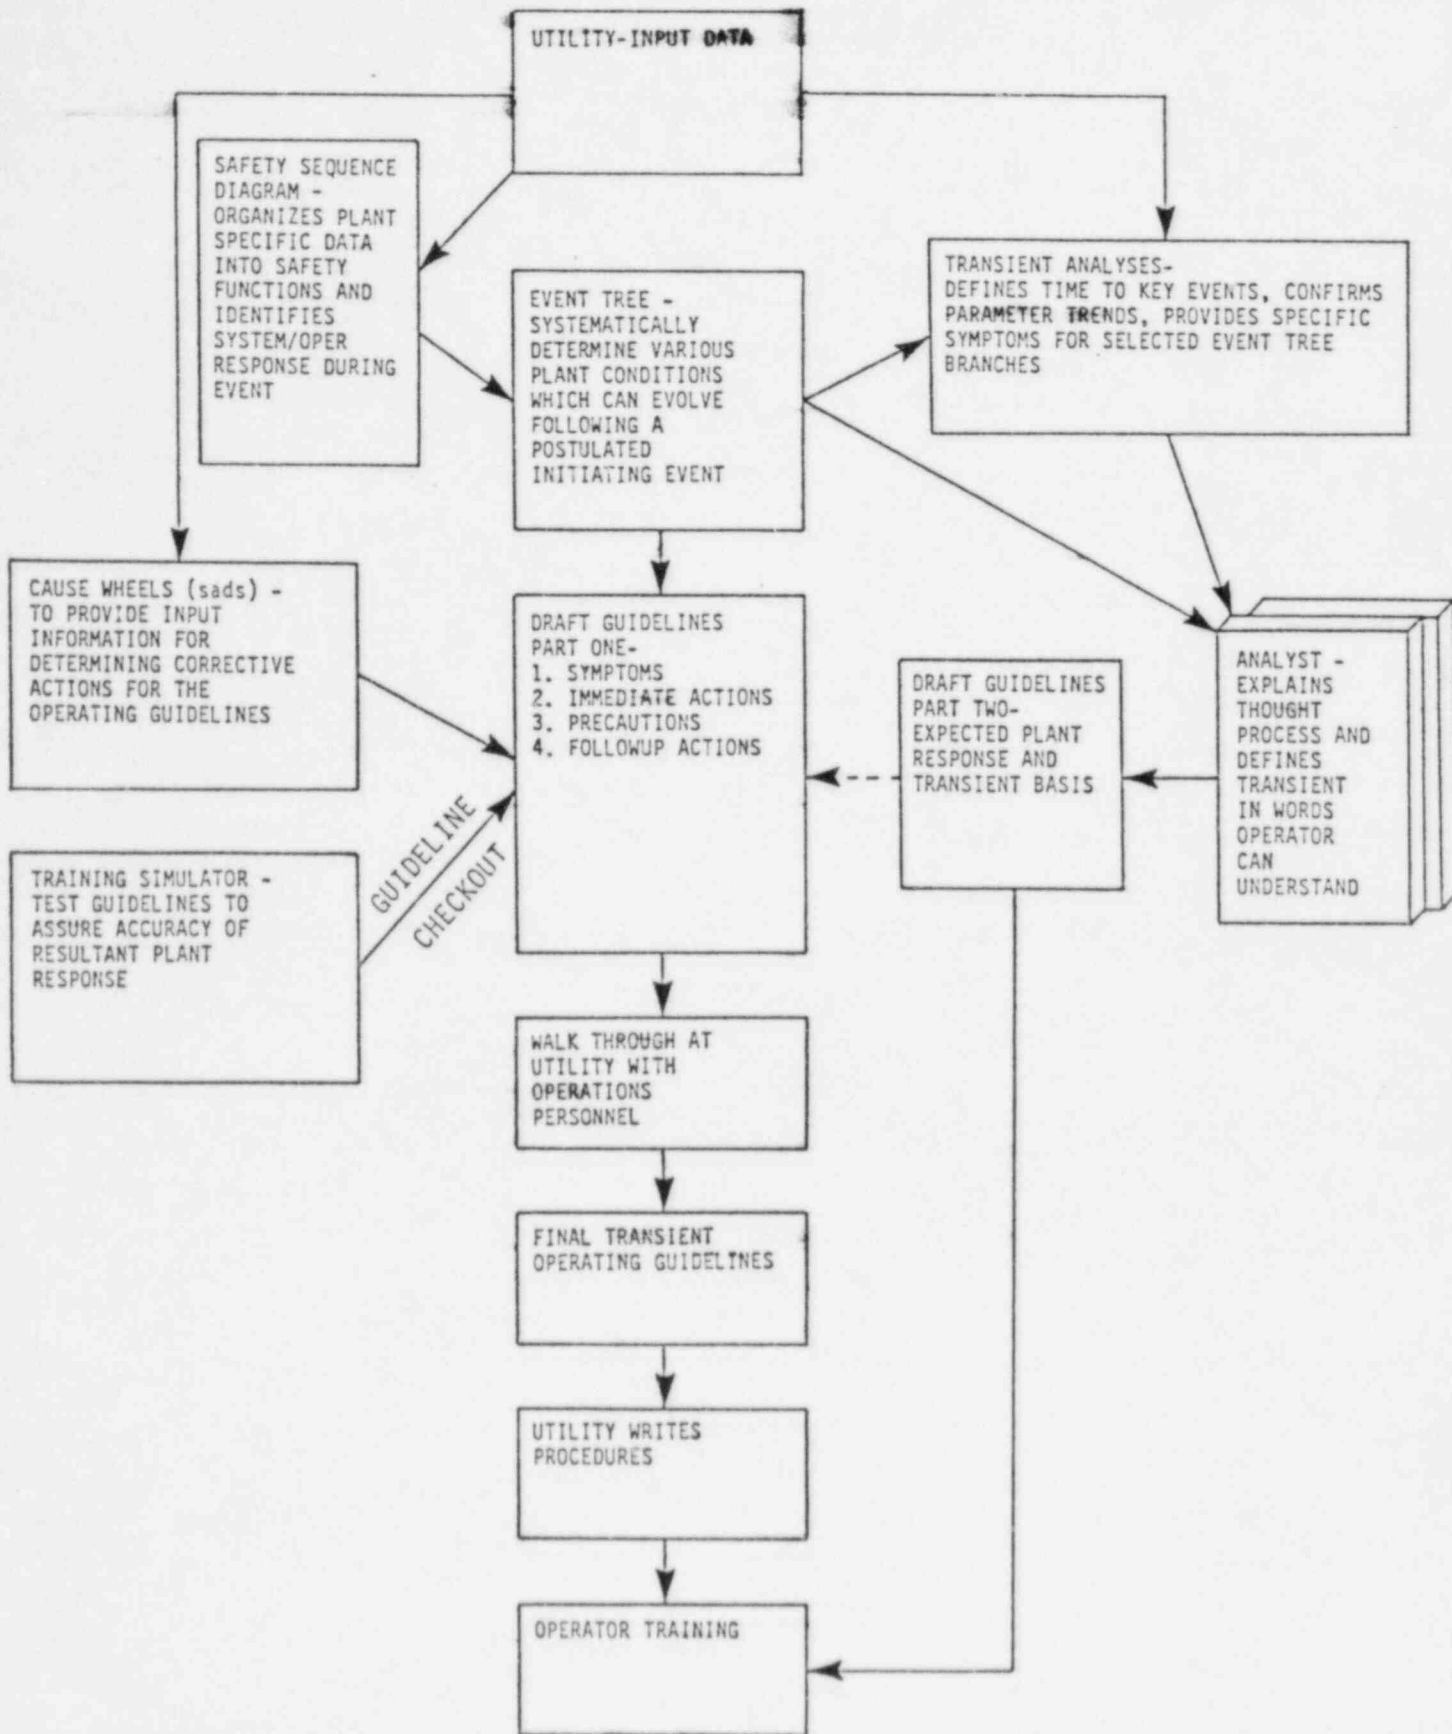 UTILITY-INPUT DATA
SAFETY SEQUENCE
DIAGRAM -
ORGANIZES PLANT
SPECIFIC DATA
INTO SAFETY
FUNCTIONS AND
IDENTIFIES
SYSTEM/OPER
RESPONSE DURING
EVENT
EVENT TREE -
SYSTEMATICALLY
DETERMINE VARIOUS
PLANT CONDITIONS
WHICH CAN EVOLVE
FOLLOWING A
POSTULATED
INITIATING EVENT
TRANSIENT ANALYSES-
DEFINES TIME TO KEY EVENTS, CONFIRMS
PARAMETER TRENDS, PROVIDES SPECIFIC
SYMPTOMS FOR SELECTED EVENT TREE
BRANCHES
CAUSE WHEELS (sads) -
TO PROVIDE INPUT
INFORMATION FOR
DETERMINING CORRECTIVE
ACTIONS FOR THE
OPERATING GUIDELINES
DRAFT GUIDELINES
PART ONE-
1. SYMPTOMS
2. IMMEDIATE ACTIONS
3. PRECAUTIONS
4. FOLLOWUP ACTIONS
DRAFT GUIDELINES
PART TWO-
EXPECTED PLANT
RESPONSE AND
TRANSIENT BASIS
ANALYST -
EXPLAINS
THOUGHT
PROCESS AND
DEFINES
TRANSIENT
IN WORDS
OPERATOR
CAN
UNDERSTAND
TRAINING SIMULATOR -
TEST GUIDELINES TO
ASSURE ACCURACY OF
RESULTANT PLANT
RESPONSE
GUIDELINE
CHECKOUT
WALK THROUGH AT
UTILITY WITH
OPERATIONS
PERSONNEL
FINAL TRANSIENT
OPERATING GUIDELINES
UTILITY WRITES
PROCEDURES
OPERATOR TRAINING